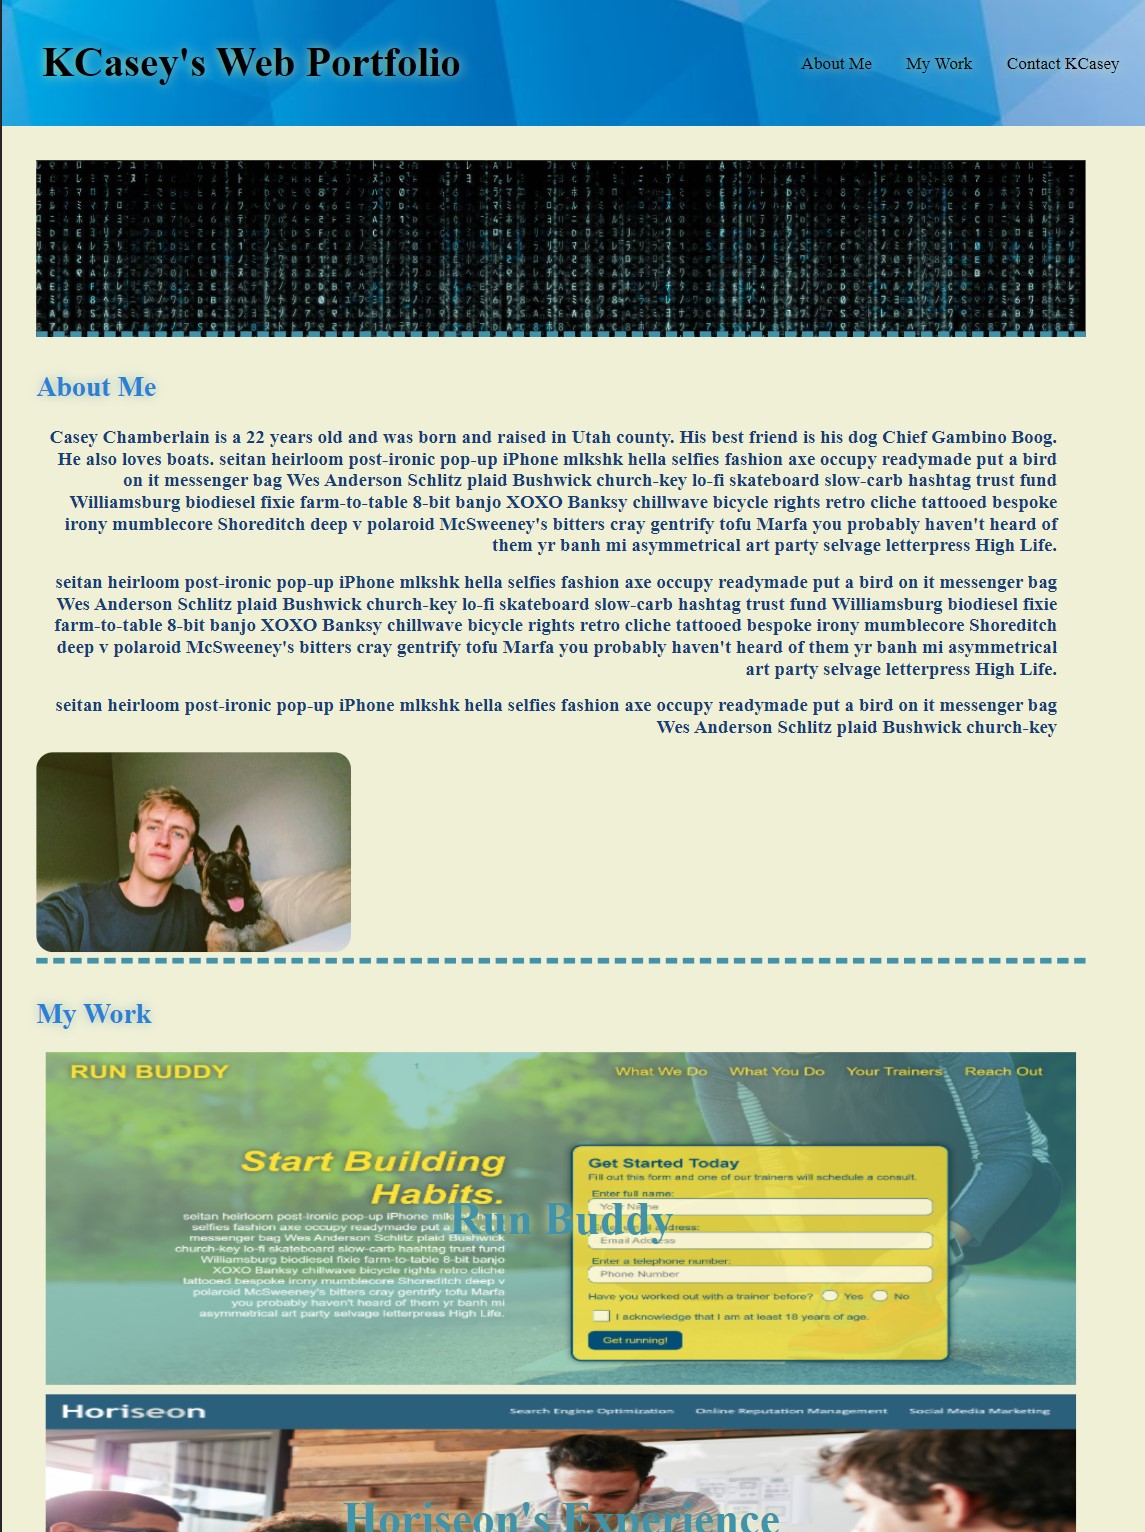 KCasey's Web Portfolio
About Me
My Work
Contact KCasey
About Me
Casey Chamberlain is a 22 years old and was born and raised in Utah county. His best friend is his dog Chief Gambino Boog.
He also loves boats. seitan heirloom post-ironic pop-up iPhone mlkshk hella selfies fashion axe occupy readymade put a bird
on it messenger bag Wes Anderson Schlitz plaid Bushwick church-key lo-fi skateboard slow-carb hashtag trust fund
Williamsburg biodiesel fixie farm-to-table 8-bit banjo XOXO Banksy chillwave bicycle rights retro cliche tattooed bespoke
irony mumblecore Shoreditch deep v polaroid McSweeney's bitters cray gentrify tofu Marfa you probably haven't heard of
them yr banh mi asymmetrical art party selvage letterpress High Life.
seitan heirloom post-ironic pop-up iPhone mlkshk hella selfies fashion axe occupy readymade put a bird on it messenger bag
Wes Anderson Schlitz plaid Bushwick church-key lo-fi skateboard slow-carb hashtag trust fund Williamsburg biodiesel fixie
farm-to-table 8-bit banjo XOXO Banksy chillwave bicycle rights retro cliche tattooed bespoke irony mumblecore Shoreditch
deep v polaroid McSweeney's bitters cray gentrify tofu Marfa you probably haven't heard of them yr banh mi asymmetrical
art party selvage letterpress High Life.
seitan heirloom post-ironic pop-up iPhone mlkshk hella selfies fashion axe occupy readymade put a bird on it messenger bag
Wes Anderson Schlitz plaid Bushwick church-key
My Work
RUN BUDDY
What We Do
What You Do
Your Trainers
Reach Out
Start Building
Habits.
seitan heirloom post-ironic pop-up iPhone
selfies fashion axe occupy readymade put a
messenger bag Wes Anderson Schlitz plaid Bushwick
church-key lo-fi skateboard slow-carb hashtag trust fund
Williamsburg biodiesel fixie farm-to-table 8-bit banjo
XOXO Banksy chillwave bicycle rights retro cliche
tattooed bespoke irony mumblecore Shoreditch deep v
polaroid McSweeney's bitters cray gentrify tofu Marfa
you probably haven't heard of them yr banh mi
asymmetrical art party selvage letterpress High Life.
Run Buddy
Get Started Today
Fill out this form and one of our trainers will schedule a consult.
Enter full name:
Your Name
address:
Email Address
Enter a telephone number:
Phone Number
Have you worked out with a trainer before? Yes No
I acknowledge that I am at least 18 years of age.
Get running!
Horiseon
Search Engine Optimization
Online Reputation Management
Social Media Marketing
Horiseon's Experience